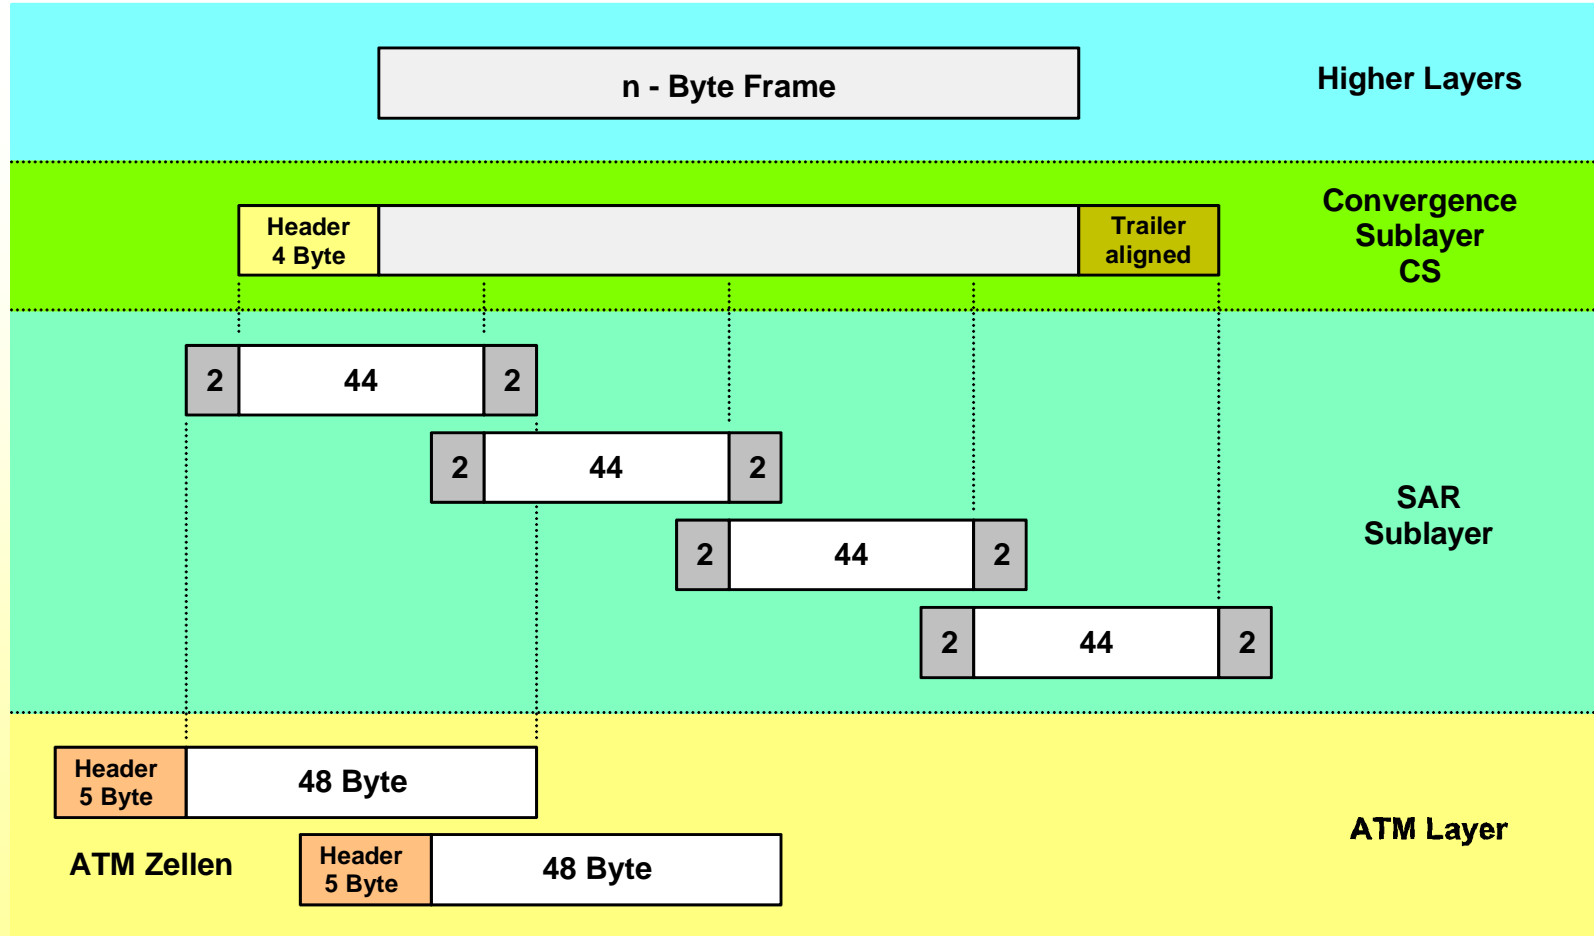 n - Byte Frame
Higher Layers
Header
4 Byte
Trailer
aligned
Convergence
Sublayer
CS
2 44 2
2 44 2
2 44 2
2 44 2
SAR
Sublayer
Header
5 Byte
48 Byte
ATM Zellen
Header
5 Byte
48 Byte
ATM Layer